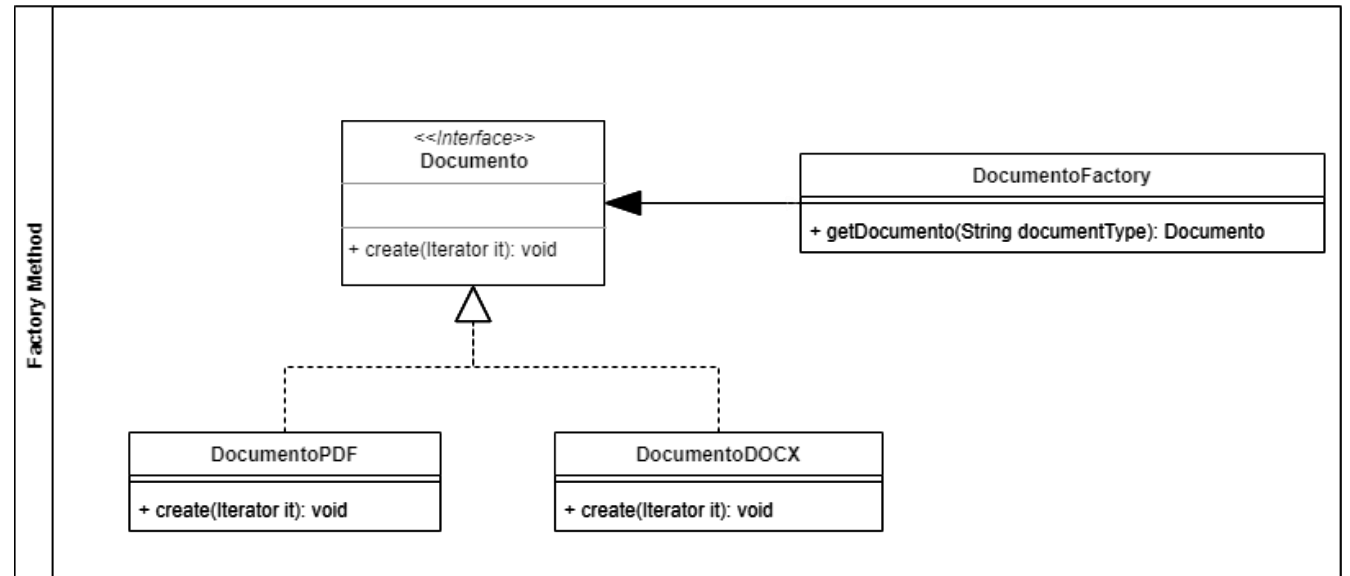 Factory Method
<<Interface>>
Documento
+ create(Iterator it): void
DocumentoFactory
+ getDocumento(String documentType): Documento
DocumentoPDF
+ create(Iterator it): void
DocumentoDOCX
+ create(Iterator it): void